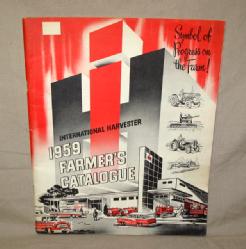 Symbol of
Progress on
the Farm!
INTERNATIONAL HARVESTER
1959
FARMER'S
CATALOGUE